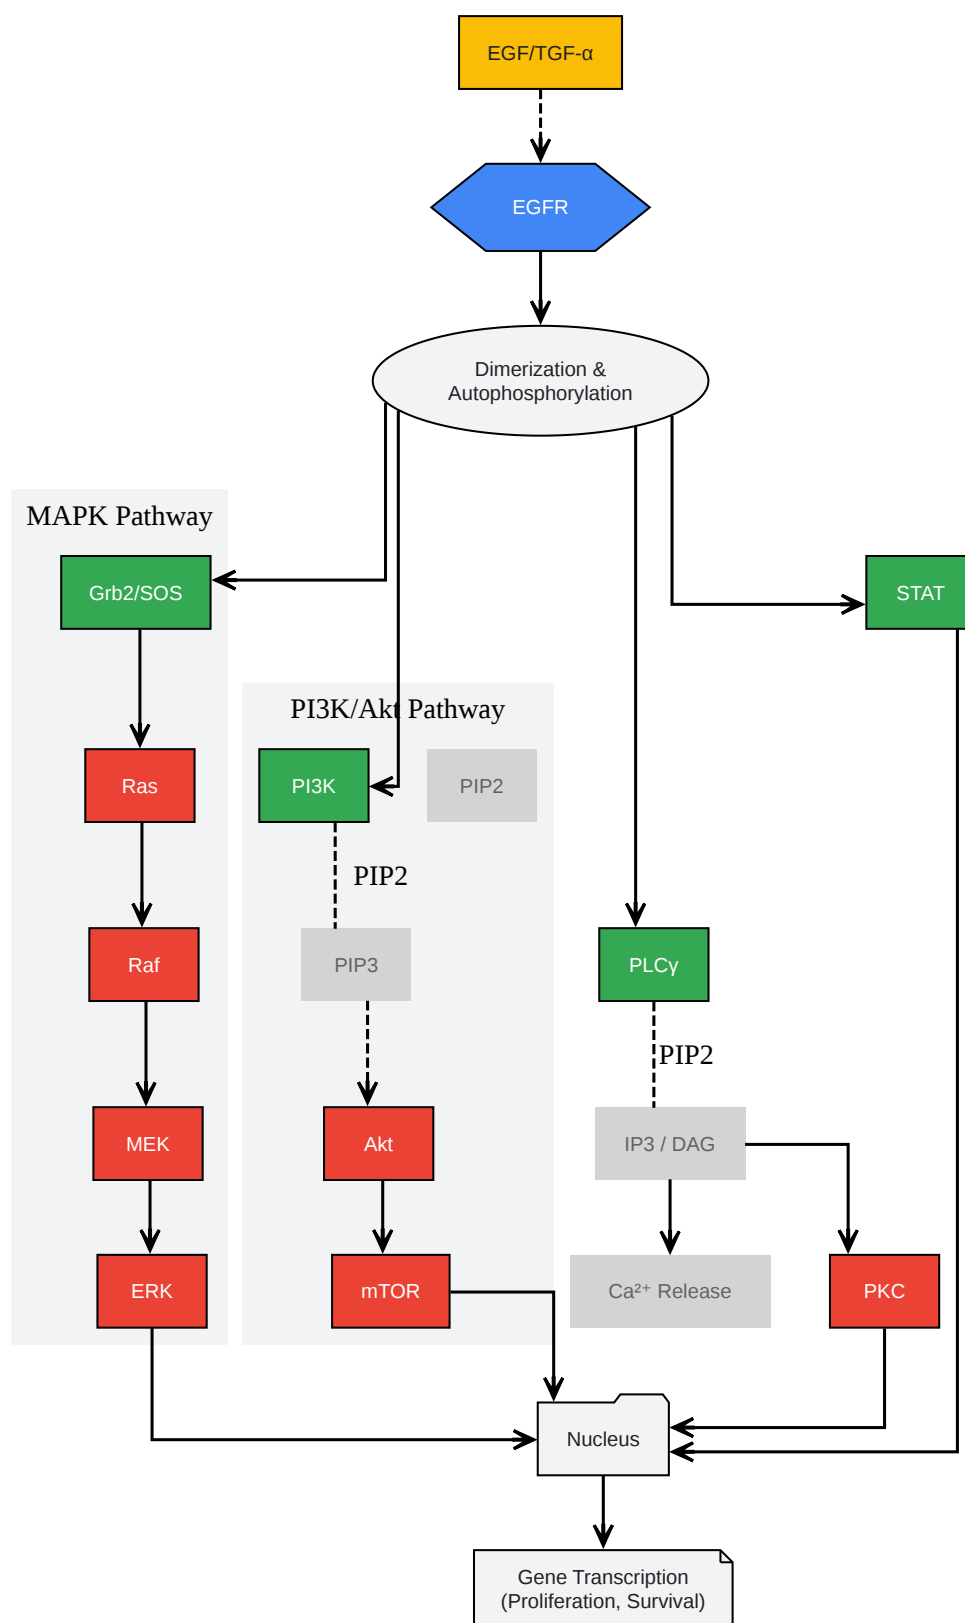 EGF/TGF-α
EGFR
Dimerization &
Autophosphorylation
MAPK Pathway
Grb2/SOS
STAT
PI3K/Akt Pathway
Ras
PI3K
PIP2
PIP2
Raf
PIP3
PLCγ
PIP2
MEK
Akt
IP3 / DAG
ERK
mTOR
Ca²⁺ Release
PKC
Nucleus
Gene Transcription
(Proliferation, Survival)